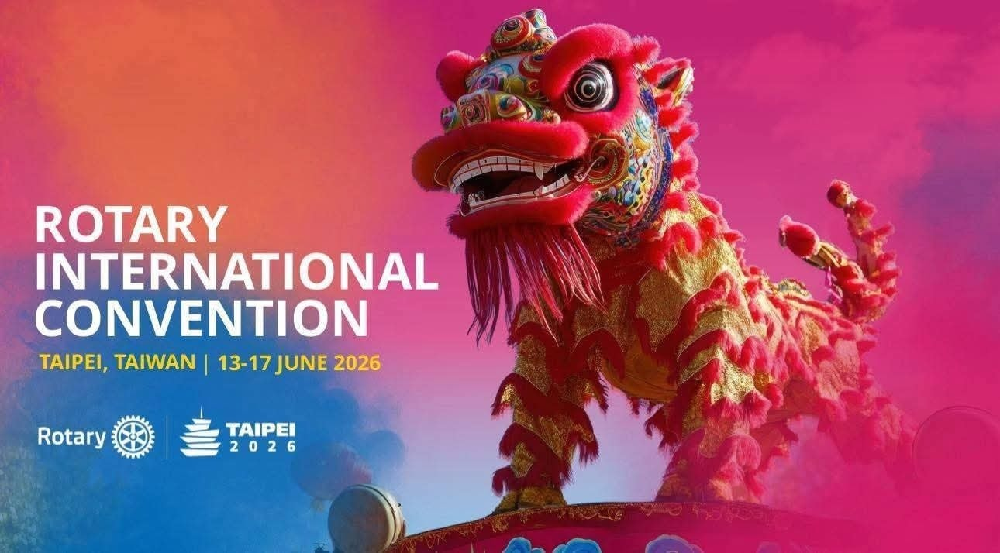 ROTARY
INTERNATIONAL
CONVENTION
TAIPEI, TAIWAN | 13-17 JUNE 2026
Rotary
TAIPEI
2026